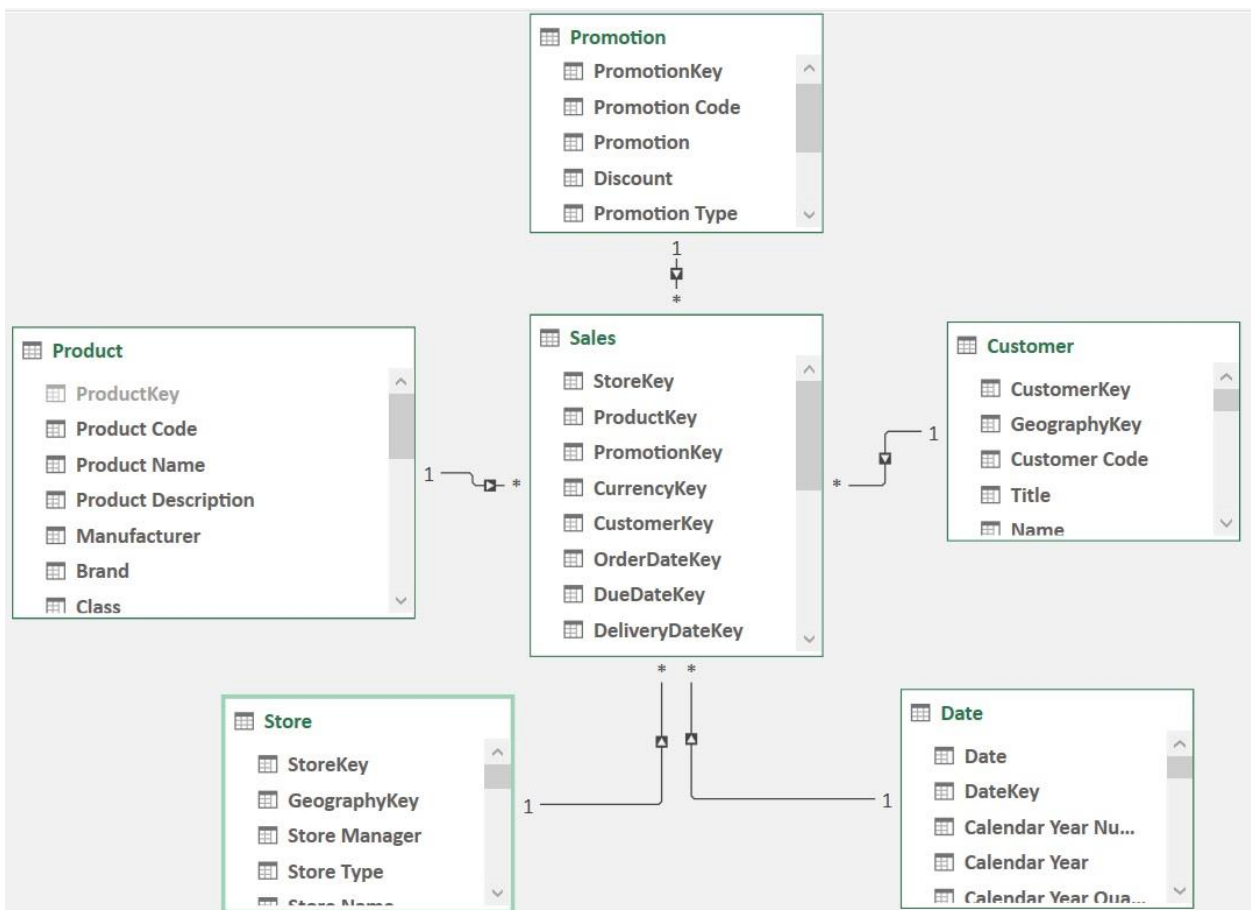 Promotion
PromotionKey
Promotion Code
Promotion
Discount
Promotion Type
1
*
Product
ProductKey
Product Code
Product Name
Product Description
Manufacturer
Brand
Class
1
*
Sales
StoreKey
ProductKey
PromotionKey
CurrencyKey
CustomerKey
OrderDateKey
DueDateKey
DeliveryDateKey
*
1
Customer
CustomerKey
GeographyKey
Customer Code
Title
Name
* *
Store
StoreKey
GeographyKey
Store Manager
Store Type
Store Name
1
1
Date
Date
DateKey
Calendar Year Nu...
Calendar Year
Calendar Year Qua...